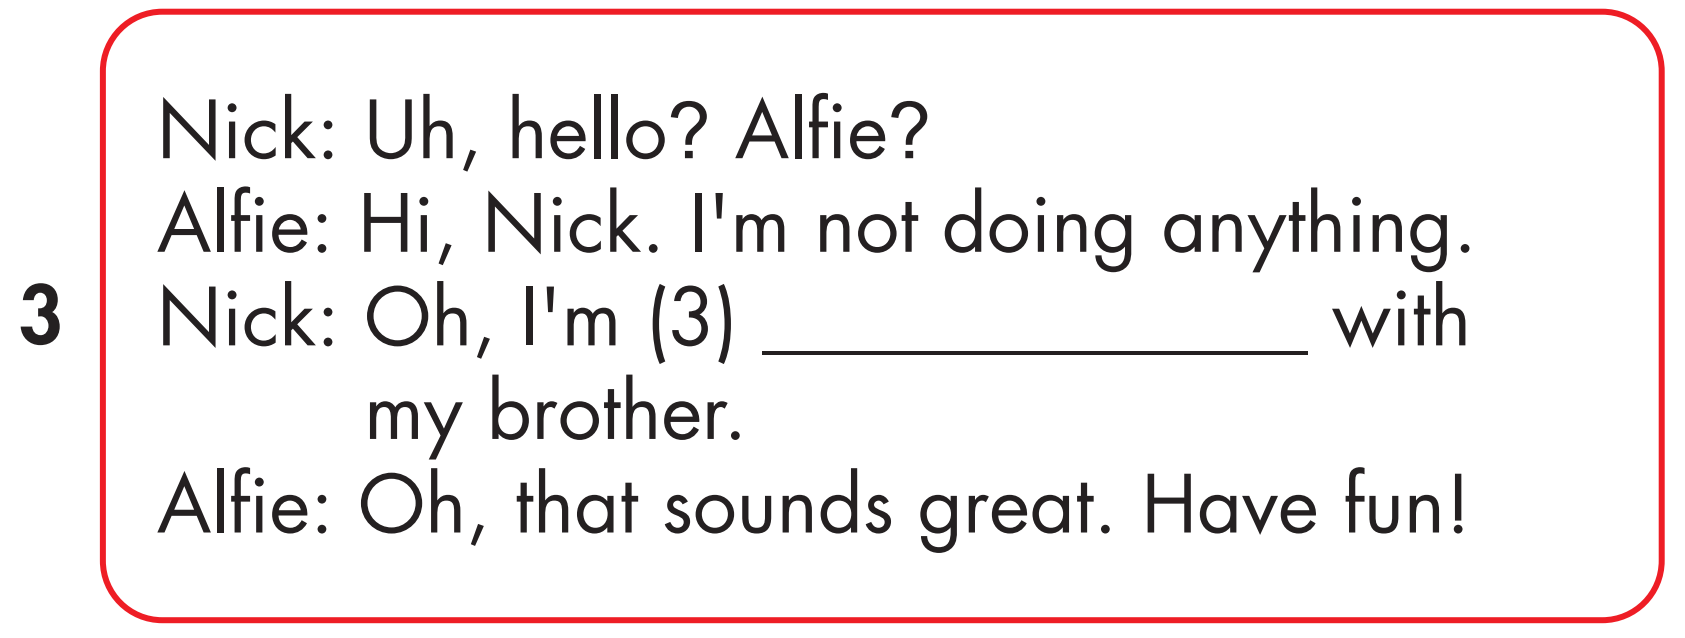 Nick: Uh, hello? Alfie?
Alfie: Hi, Nick. I'm not doing anything.
3 Nick: Oh, I'm (3) ______________ with
my brother.
Alfie: Oh, that sounds great. Have fun!